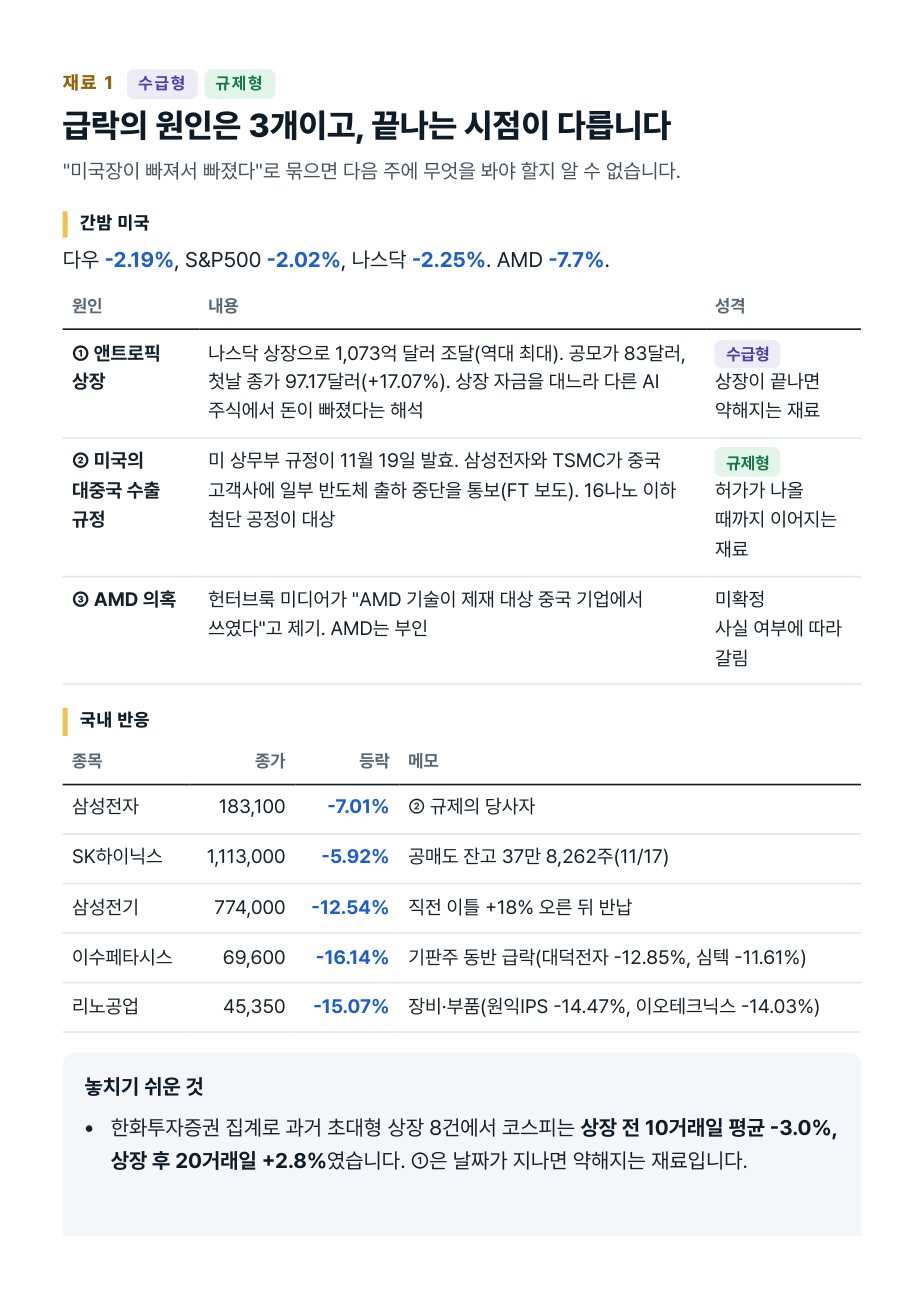 재료 1 수급형 규제형
급락의 원인은 3개이고, 끝나는 시점이 다릅니다
"미국장이 빠져서 빠졌다"로 묶으면 다음 주에 무엇을 봐야 할지 알 수 없습니다.
간밤 미국
다우 -2.19%, S&P500 -2.02%, 나스닥 -2.25%. AMD -7.7%.
원인 내용 성격
① 앤트로픽 상장 나스닥 상장으로 1,073억 달러 조달(역대 최대). 공모가 83달러, 수급형
첫날 종가 97.17달러(+17.07%). 상장 자금을 대느라 다른 AI 상장이 끝나면
주식에서 돈이 빠졌다는 해석 약해지는 재료
② 미국의 미 상무부 규정이 11월 19일 발효. 삼성전자와 TSMC가 중국 규제형
대중국 수출 고객사에 일부 반도체 출하 중단을 통보(FT 보도). 16나노 이하 허가가 나올
규정 첨단 공정이 대상 때까지 이어지는
재료
③ AMD 의혹 헌터브룩 미디어가 "AMD 기술이 제재 대상 중국 기업에서 미확정
쓰였다"고 제기. AMD는 부인 사실 여부에 따라
갈림
국내 반응
종목 종가 등락 메모
삼성전자 183,100 -7.01% ② 규제의 당사자
SK하이닉스 1,113,000 -5.92% 공매도 잔고 37만 8,262주(11/17)
삼성전기 774,000 -12.54% 직전 이틀 +18% 오른 뒤 반납
이수페타시스 69,600 -16.14% 기판주 동반 급락(대덕전자 -12.85%, 심텍 -11.61%)
리노공업 45,350 -15.07% 장비·부품(원익IPS -14.47%, 이오테크닉스 -14.03%)
놓치기 쉬운 것
• 한화투자증권 집계로 과거 초대형 상장 8건에서 코스피는 상장 전 10거래일 평균 -3.0%,
상장 후 20거래일 +2.8%였습니다. ①은 날짜가 지나면 약해지는 재료입니다.